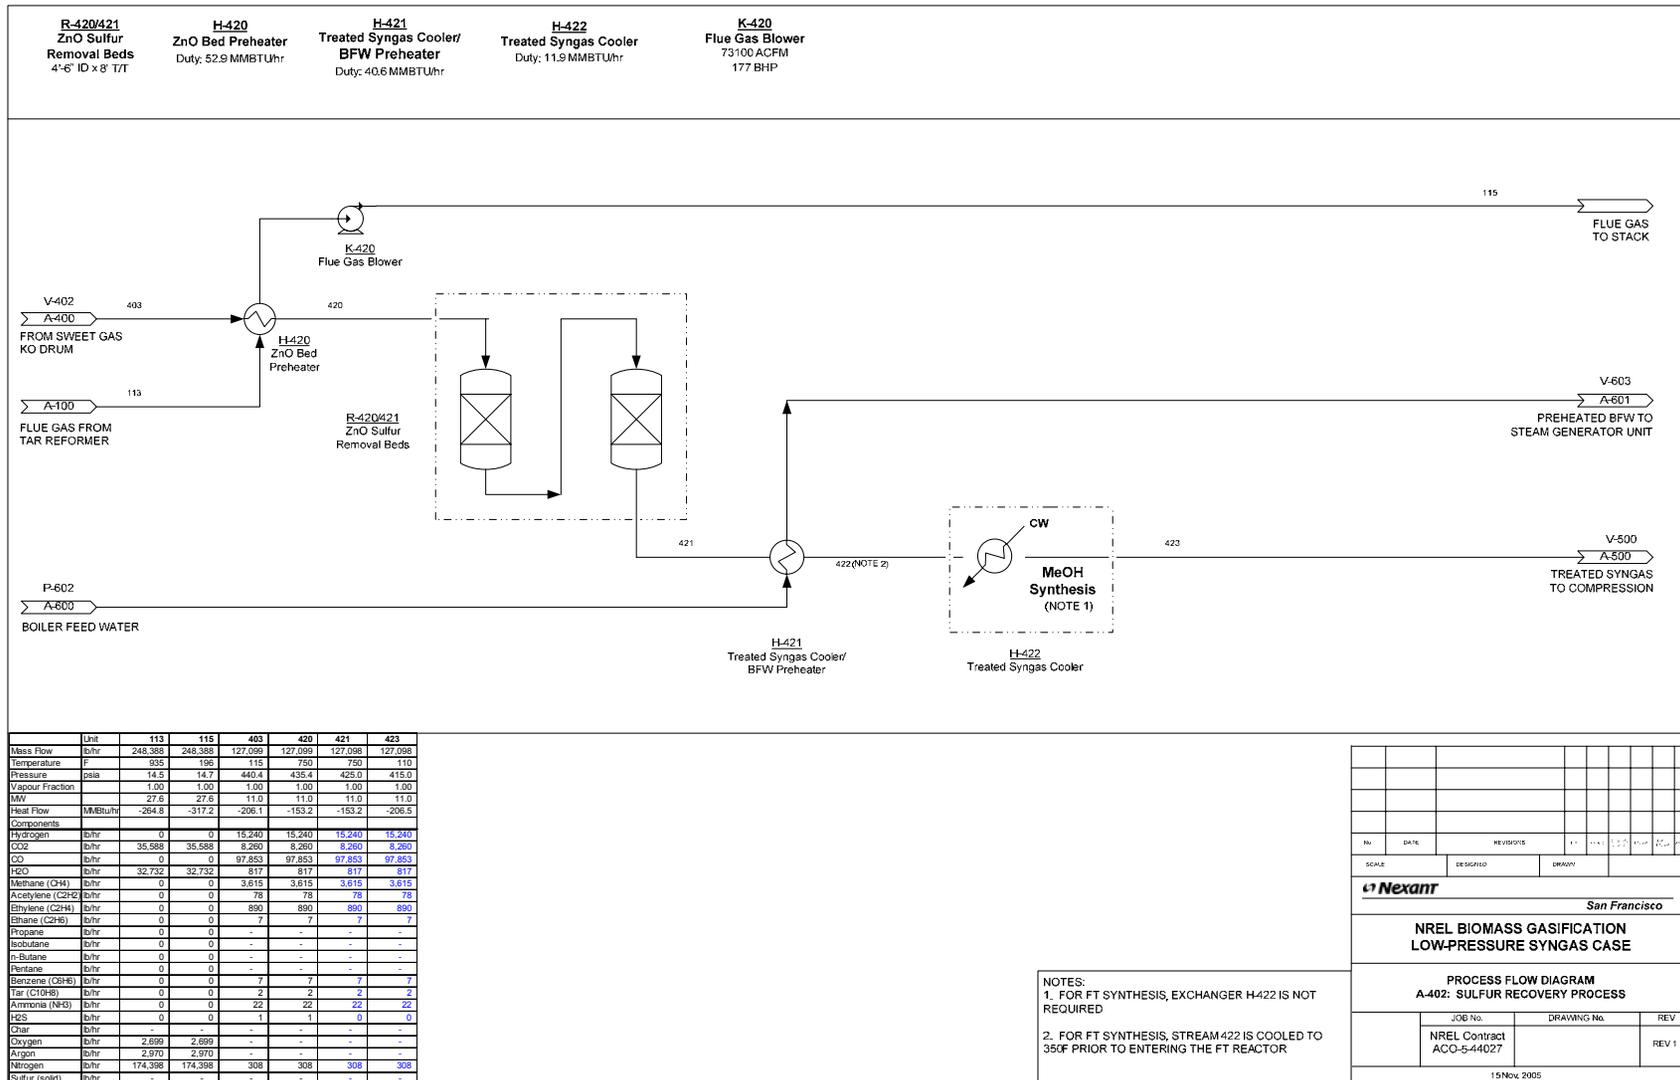 R-420/421
ZnO Sulfur
Removal Beds
4'-6" ID x 8' T/T
H-420
ZnO Bed Preheater
Duty: 52.9 MMBTU/hr
H-421
Treated Syngas Cooler/
BFW Preheater
Duty: 40.6 MMBTU/hr
H-422
Treated Syngas Cooler
Duty: 11.9 MMBTU/hr
K-420
Flue Gas Blower
73100 ACFM
177 BHP
115
FLUE GAS
TO STACK
K-420
Flue Gas Blower
V-402
A-400
FROM SWEET GAS
KO DRUM
403
420
H-420
ZnO Bed
Preheater
113
A-100
FLUE GAS FROM
TAR REFORMER
R-420/421
ZnO Sulfur
Removal Beds
V-603
A-601
PREHEATED BFW TO
STEAM GENERATOR UNIT
421
422(NOTE 2)
CW
MeOH
Synthesis
(NOTE 1)
423
V-500
A-500
TREATED SYNGAS
TO COMPRESSION
P-602
A-600
BOILER FEED WATER
H-421
Treated Syngas Cooler/
BFW Preheater
H-422
Treated Syngas Cooler
Unit 113 115 403 420 421 423
Mass Flow lb/hr 248,388 248,388 127,099 127,099 127,098 127,098
Temperature F 935 196 115 750 750 110
Pressure psia 14.5 14.7 440.4 435.4 425.0 415.0
Vapour Fraction 1.00 1.00 1.00 1.00 1.00 1.00
MW 27.6 27.6 11.0 11.0 11.0 11.0
Heat Flow MMBtu/hr -264.8 -317.2 -206.1 -153.2 -153.2 -206.5
Components
Hydrogen lb/hr 0 0 15,240 15,240 15,240 15,240
CO2 lb/hr 35,588 35,588 8,260 8,260 8,260 8,260
CO lb/hr 0 0 97,853 97,853 97,853 97,853
H2O lb/hr 32,732 32,732 817 817 817 817
Methane (CH4) lb/hr 0 0 3,615 3,615 3,615 3,615
Acetylene (C2H2) lb/hr 0 0 78 78 78 78
Ethylene (C2H4) lb/hr 0 0 890 890 890 890
Ethane (C2H6) lb/hr 0 0 7 7 7 7
Propane lb/hr 0 0 - - - -
Isobutane lb/hr 0 0 - - - -
n-Butane lb/hr 0 0 - - - -
Pentane lb/hr 0 0 - - - -
Benzene (C6H6) lb/hr 0 0 7 7 7 7
Tar (C10H8) lb/hr 0 0 2 2 2 2
Ammonia (NH3) lb/hr 0 0 22 22 22 22
H2S lb/hr 0 0 1 1 0 0
Char lb/hr - - - - - -
Oxygen lb/hr 2,699 2,699 - - - -
Argon lb/hr 2,970 2,970 - - - -
Nitrogen lb/hr 174,398 174,398 308 308 308 308
Sulfur (solid) lb/hr - - - - - -
NOTES:
1. FOR FT SYNTHESIS, EXCHANGER H-422 IS NOT
REQUIRED
2. FOR FT SYNTHESIS, STREAM 422 IS COOLED TO
350F PRIOR TO ENTERING THE FT REACTOR
No DATE REVISIONS
SCALE DESIGNED DRAWN
Nexant
San Francisco
NREL BIOMASS GASIFICATION
LOW-PRESSURE SYNGAS CASE
PROCESS FLOW DIAGRAM
A-402: SULFUR RECOVERY PROCESS
JOB No. DRAWING No. REV
NREL Contract
ACO-5-44027
REV 1
15 Nov, 2005